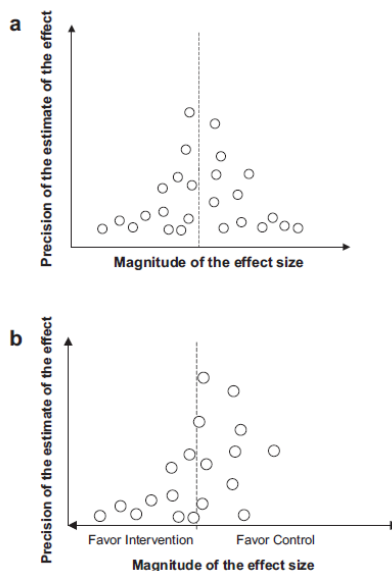 a
Precision of the estimate of the effect
Magnitude of the effect size
b
Precision of the estimate of the effect
Favor Intervention Favor Control
Magnitude of the effect size